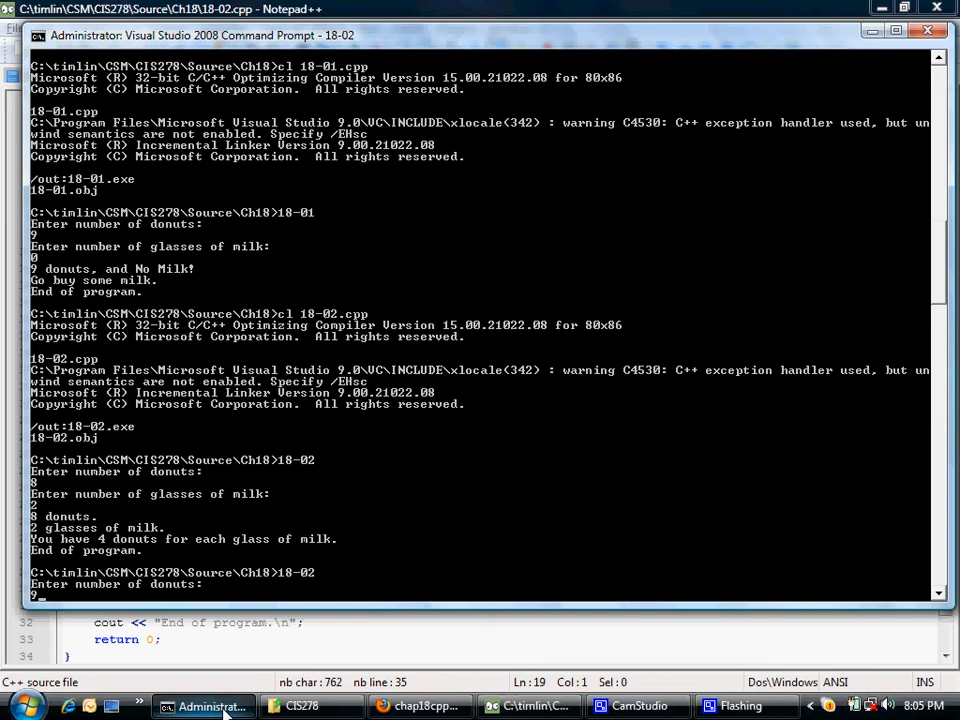 C:\timlin\CSM\CIS278\Source\Ch18\18-02.cpp - Notepad++
Administrator: Visual Studio 2008 Command Prompt - 18-02
C:\timlin\CSM\CIS278\Source\Ch18>cl 18-01.cpp
Microsoft (R) 32-bit C/C++ Optimizing Compiler Version 15.00.21022.08 for 80x86
Copyright (C) Microsoft Corporation.  All rights reserved.
18-01.cpp
C:\Program Files\Microsoft Visual Studio 9.0\VC\INCLUDE\xlocale(342) : warning C4530: C++ exception handler used, but un
wind semantics are not enabled. Specify /EHsc
Microsoft (R) Incremental Linker Version 9.00.21022.08
Copyright (C) Microsoft Corporation.  All rights reserved.
/out:18-01.exe
18-01.obj
C:\timlin\CSM\CIS278\Source\Ch18>18-01
Enter number of donuts:
9
Enter number of glasses of milk:
0
9 donuts, and No Milk!
Go buy some milk.
End of program.
C:\timlin\CSM\CIS278\Source\Ch18>cl 18-02.cpp
Microsoft (R) 32-bit C/C++ Optimizing Compiler Version 15.00.21022.08 for 80x86
Copyright (C) Microsoft Corporation.  All rights reserved.
18-02.cpp
C:\Program Files\Microsoft Visual Studio 9.0\VC\INCLUDE\xlocale(342) : warning C4530: C++ exception handler used, but un
wind semantics are not enabled. Specify /EHsc
Microsoft (R) Incremental Linker Version 9.00.21022.08
Copyright (C) Microsoft Corporation.  All rights reserved.
/out:18-02.exe
18-02.obj
C:\timlin\CSM\CIS278\Source\Ch18>18-02
Enter number of donuts:
8
Enter number of glasses of milk:
2
8 donuts.
2 glasses of milk.
You have 4 donuts for each glass of milk.
End of program.
C:\timlin\CSM\CIS278\Source\Ch18>18-02
Enter number of donuts:
9_
32 cout << "End of program.\n";
33 return 0;
34 }
C++ source file nb char : 762 nb line : 35 Ln : 19 Col : 1 Sel : 0 Dos\Windows ANSI INS
Administrat... CIS278 chap18cpp... C:\timlin\C... CamStudio Flashing 8:05 PM